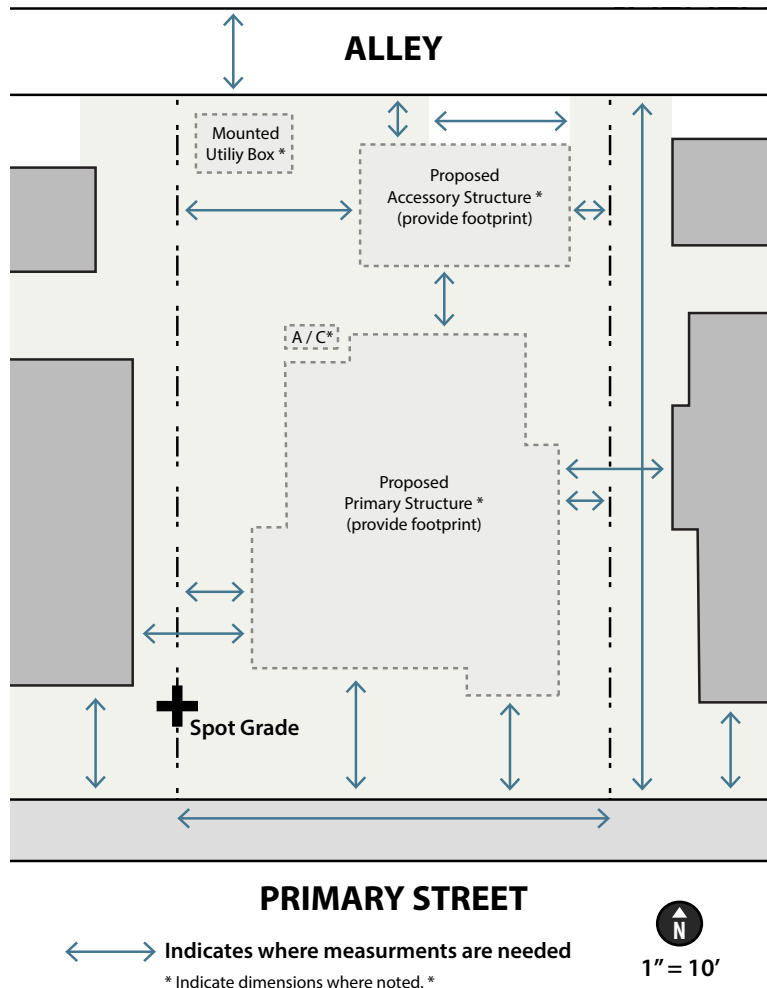 ALLEY
Mounted
Utiliy Box *
Proposed
Accessory Structure *
(provide footprint)
A / C*
Proposed
Primary Structure *
(provide footprint)
Spot Grade
PRIMARY STREET
N
Indicates where measurments are needed
1” = 10’
* Indicate dimensions where noted. *